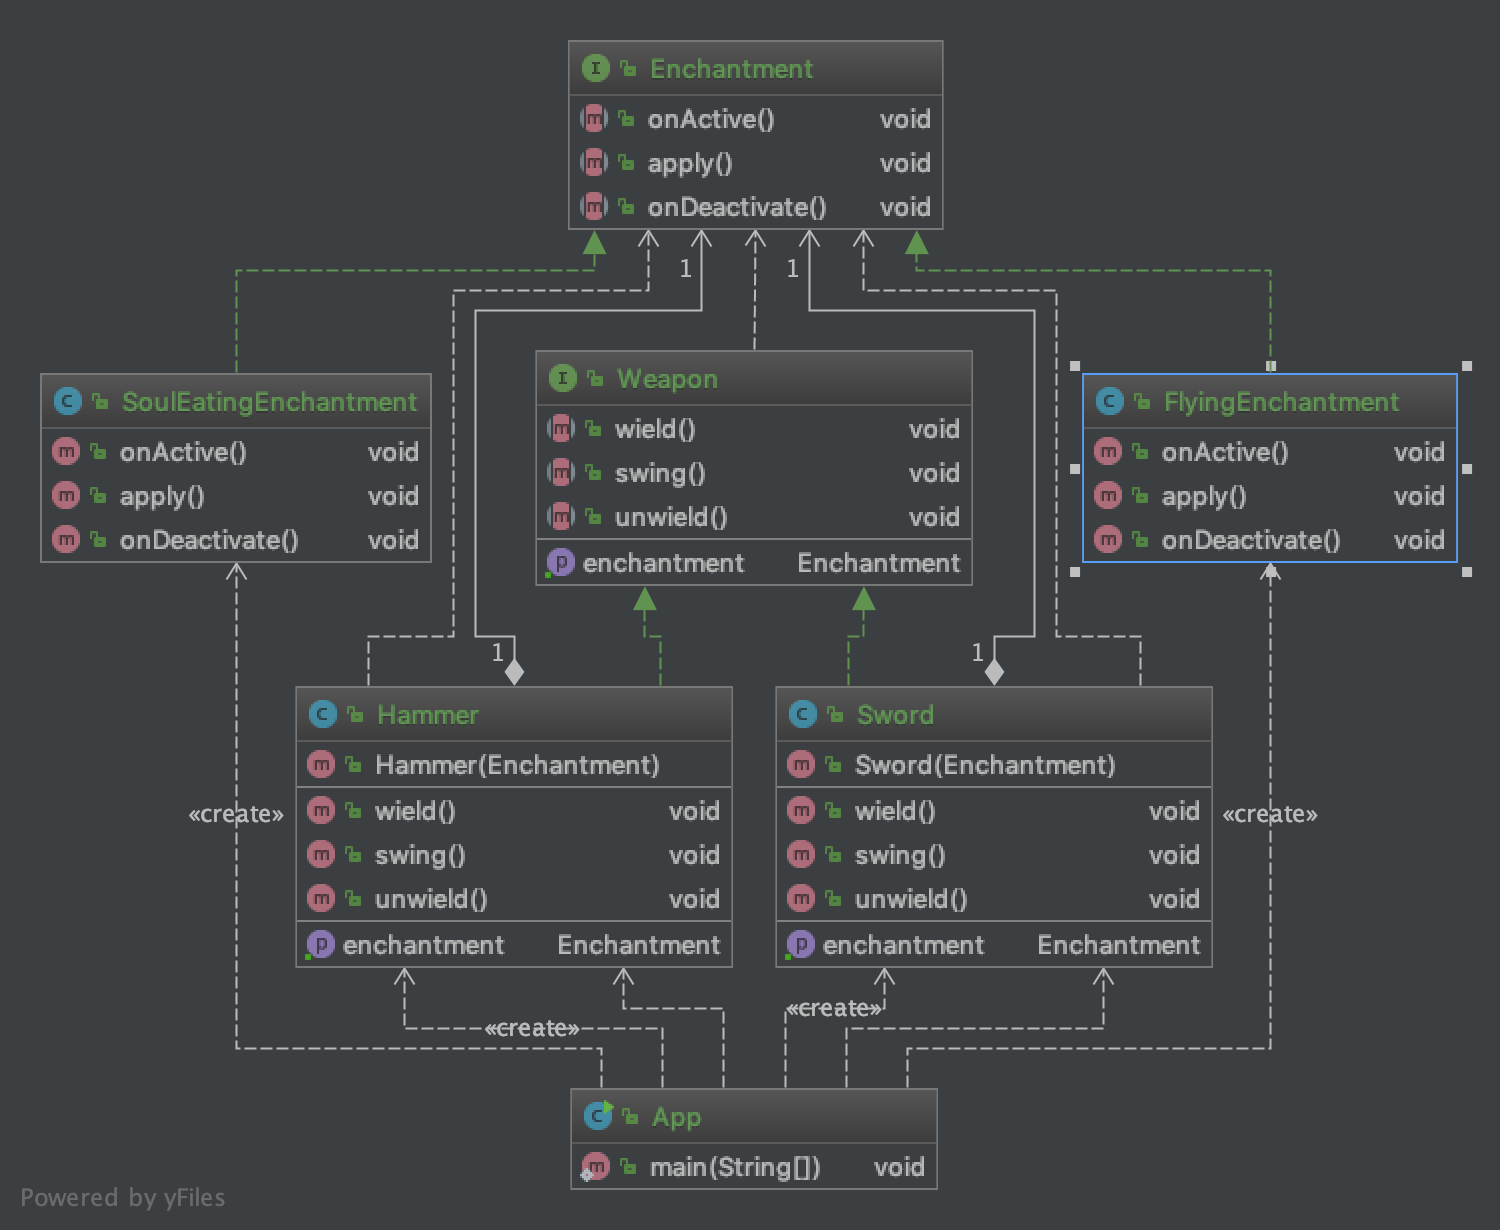 I Enchantment
m onActive() void
m apply() void
m onDeactivate() void
1 1
C SoulEatingEnchantment
m onActive() void
m apply() void
m onDeactivate() void
I Weapon
m wield() void
m swing() void
m unwield() void
p enchantment Enchantment
C FlyingEnchantment
m onActive() void
m apply() void
m onDeactivate() void
1 1
C Hammer
m Hammer(Enchantment)
m wield() void
m swing() void
m unwield() void
p enchantment Enchantment
C Sword
m Sword(Enchantment)
m wield() void
m swing() void
m unwield() void
p enchantment Enchantment
«create»
«create»
«create»
«create»
C App
m main(String[]) void
Powered by yFiles